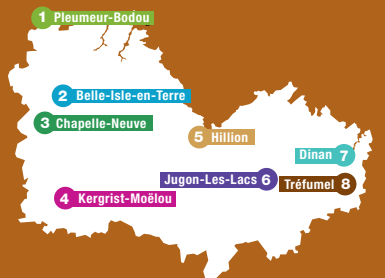 1 Pleumeur-Bodou
2 Belle-Isle-en-Terre
3 Chapelle-Neuve
5 Hillion
Dinan 7
Jugon-Les-Lacs 6
Tréfumel 8
4 Kergrist-Moëlou